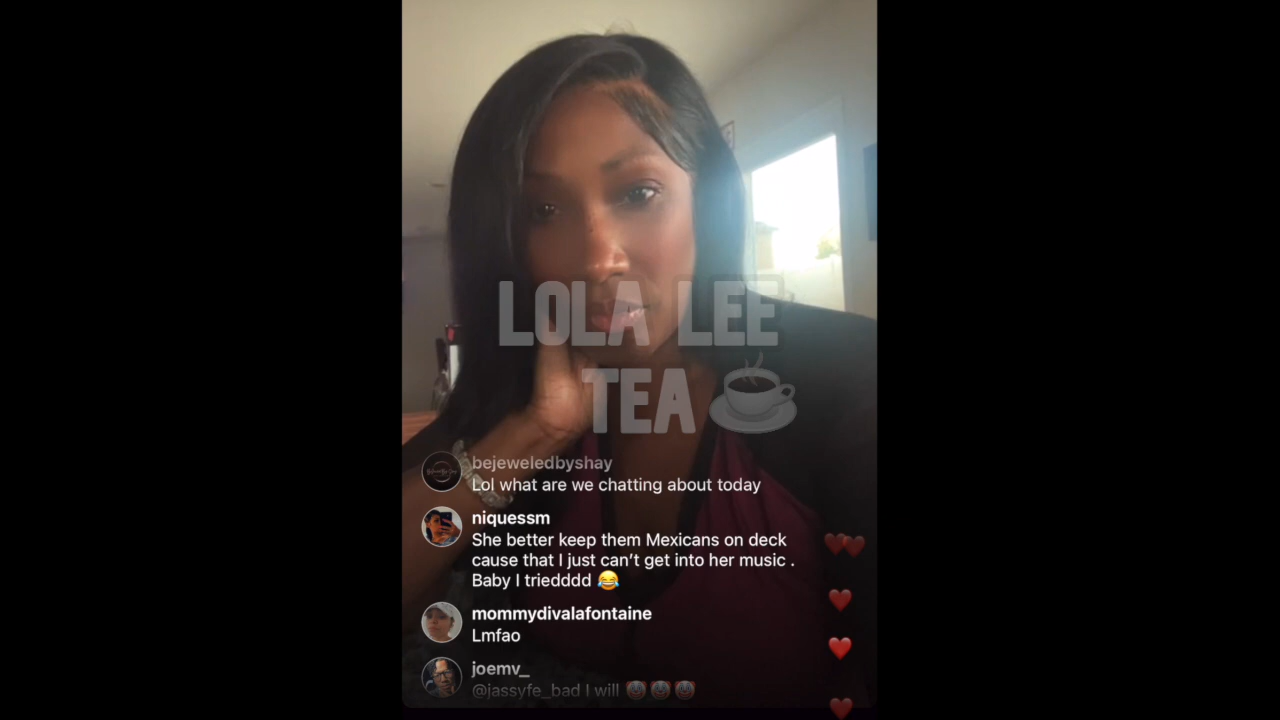 LOLA LEE
TEA
bejeweledbyshay
Lol what are we chatting about today
niquessm
She better keep them Mexicans on deck
cause that I just can’t get into her music .
Baby I triedddd 😂
mommydivalafontaine
Lmfao
joemv_
@jassyfe_bad I will 🤡🤡🤡